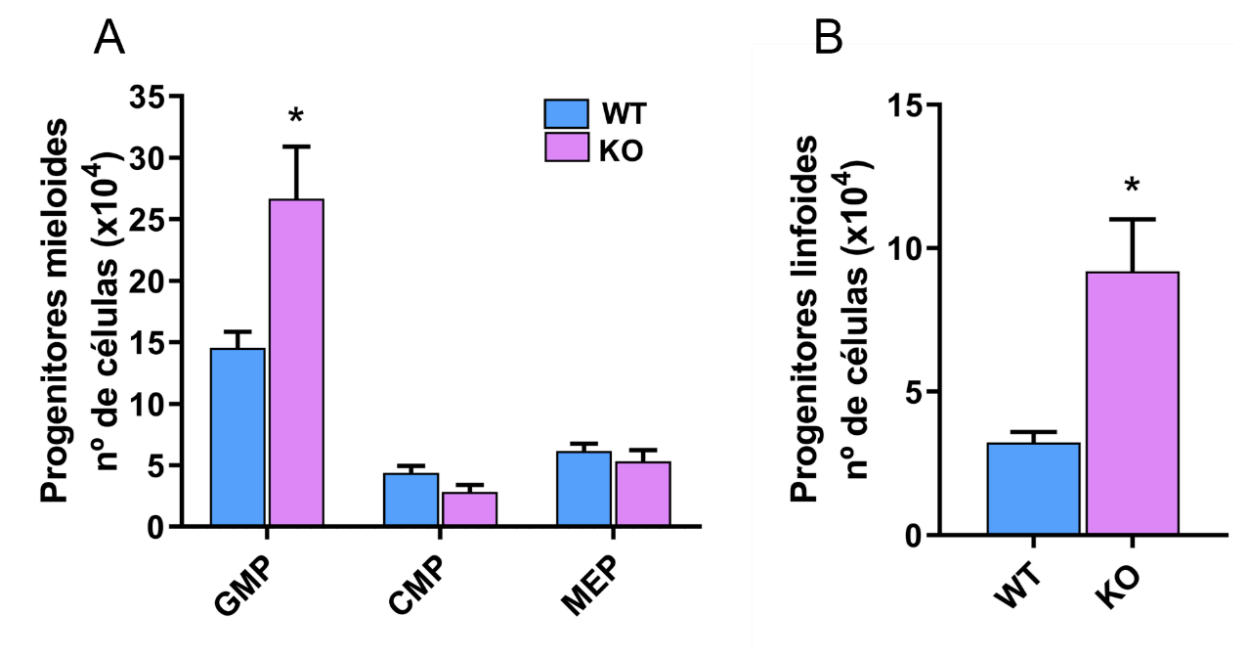 A
Progenitores mieloides
nº de células (x10⁴)
35
30
25
20
15
10
5
0
*
WT
KO
GMP
CMP
MEP
B
Progenitores linfoides
nº de células (x10⁴)
15
10
5
0
*
WT
KO